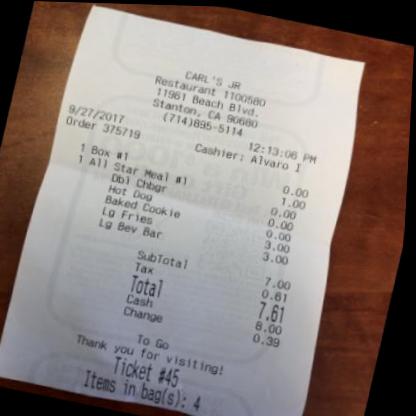 CARL'S JR
Restaurant 1100580
11961 Beach Blvd.
Stanton, CA 90680
(714)895-5114
9/27/2017 12:13:06 PM
Order 375719 Cashier: Alvaro I
1 Box #1 0.00
1 All Star Meal #1 1.00
Dbl Chbgr 0.00
Hot Dog 0.00
Baked Cookie 0.00
Lg Fries 3.00
Lg Bev Bar 3.00
SubTotal 7.00
Tax 0.61
Total 7.61
Cash 8.00
Change 0.39
To Go
Thank you for visiting!
Ticket #45
Items in bag(s): 4